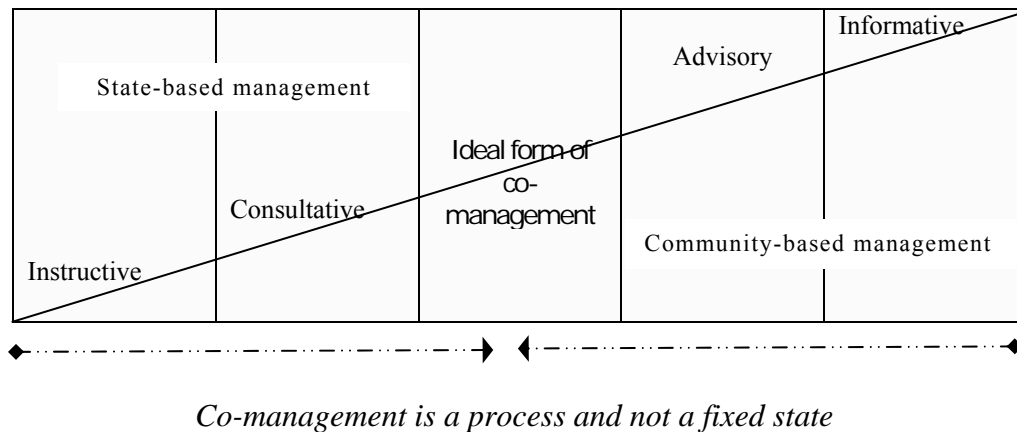 Informative
Advisory
State-based management
Ideal form of
co-
management
Consultative
Community-based management
Instructive
Co-management is a process and not a fixed state